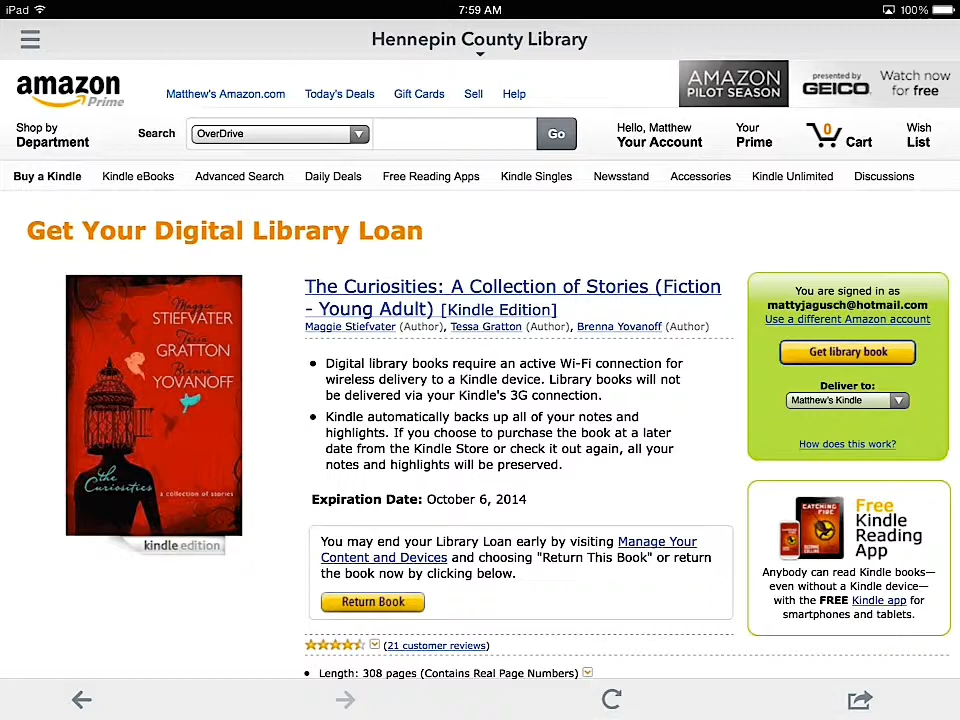 iPad 7:59 AM 100%
Hennepin County Library
amazon Prime
Matthew's Amazon.com Today's Deals Gift Cards Sell Help
AMAZON PILOT SEASON
presented by GEICO
Watch now for free
Shop by Department
Search OverDrive Go
Hello, Matthew Your Account
Your Prime
0 Cart
Wish List
Buy a Kindle Kindle eBooks Advanced Search Daily Deals Free Reading Apps Kindle Singles Newsstand Accessories Kindle Unlimited Discussions
Get Your Digital Library Loan
Maggie
STIEFVATER
Tessa
GRATTON
Brenna
YOVANOFF
the Curiosities
a collection of stories
kindle edition
The Curiosities: A Collection of Stories (Fiction
- Young Adult) [Kindle Edition]
Maggie Stiefvater (Author), Tessa Gratton (Author), Brenna Yovanoff (Author)
• Digital library books require an active Wi-Fi connection for
wireless delivery to a Kindle device. Library books will not
be delivered via your Kindle's 3G connection.
• Kindle automatically backs up all of your notes and
highlights. If you choose to purchase the book at a later
date from the Kindle Store or check it out again, all your
notes and highlights will be preserved.
Expiration Date: October 6, 2014
You may end your Library Loan early by visiting Manage Your
Content and Devices and choosing "Return This Book" or return
the book now by clicking below.
Return Book
(21 customer reviews)
• Length: 308 pages (Contains Real Page Numbers)
You are signed in as
mattyjagusch@hotmail.com
Use a different Amazon account
Get library book
Deliver to:
Matthew's Kindle
How does this work?
CATCHING FIRE
Free
Kindle
Reading
App
Anybody can read Kindle books—
even without a Kindle device—
with the FREE Kindle app for
smartphones and tablets.